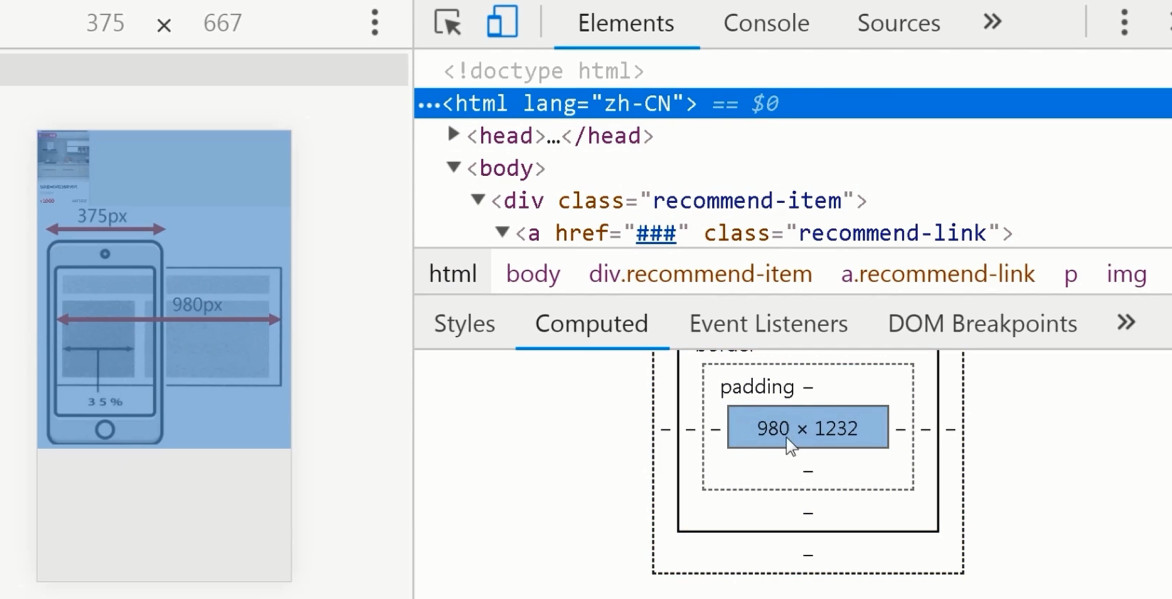 375 × 667
Elements Console Sources »
<!doctype html>
…<html lang="zh-CN"> == $0
▶<head>…</head>
▼<body>
▼<div class="recommend-item">
▼<a href="###" class="recommend-link">
html body div.recommend-item a.recommend-link p img
Styles Computed Event Listeners DOM Breakpoints »
border
padding –
– – – 980 × 1232 – – –
–
–
–
375px
980px
35%